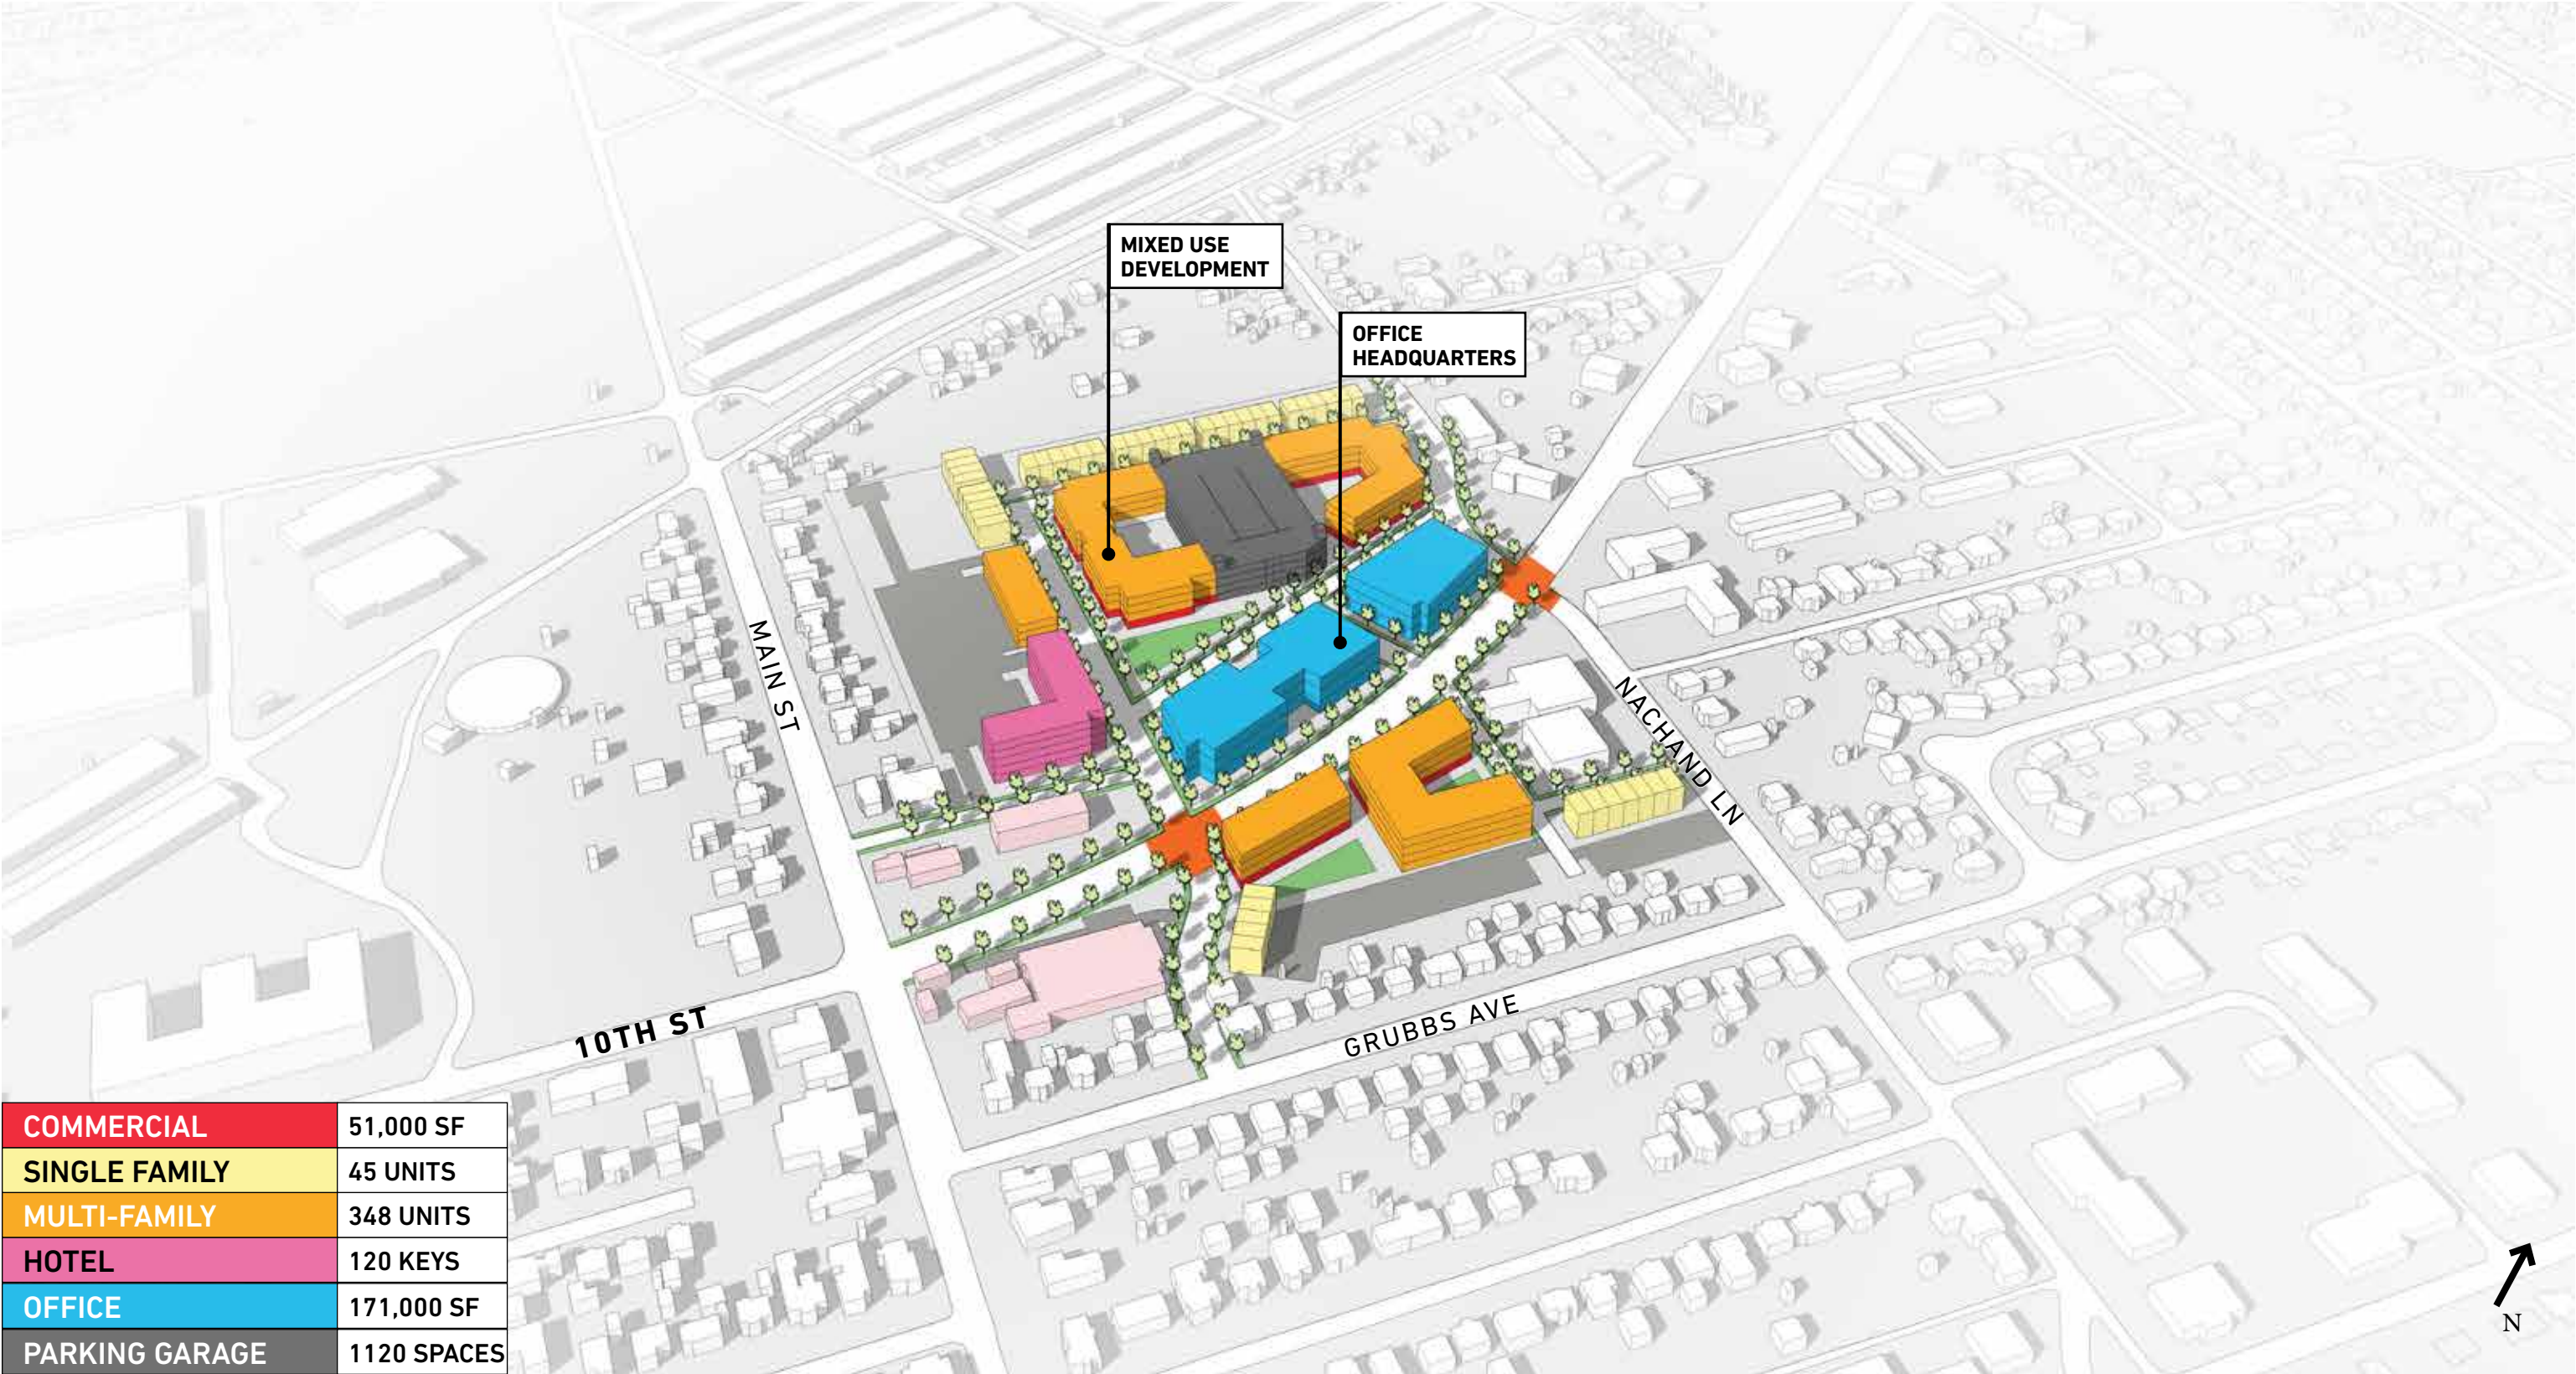 MIXED USE
DEVELOPMENT
OFFICE
HEADQUARTERS
MAIN ST
NACHAND LN
10TH ST
GRUBBS AVE
COMMERCIAL 51,000 SF
SINGLE FAMILY 45 UNITS
MULTI-FAMILY 348 UNITS
HOTEL 120 KEYS
OFFICE 171,000 SF
PARKING GARAGE 1120 SPACES
N